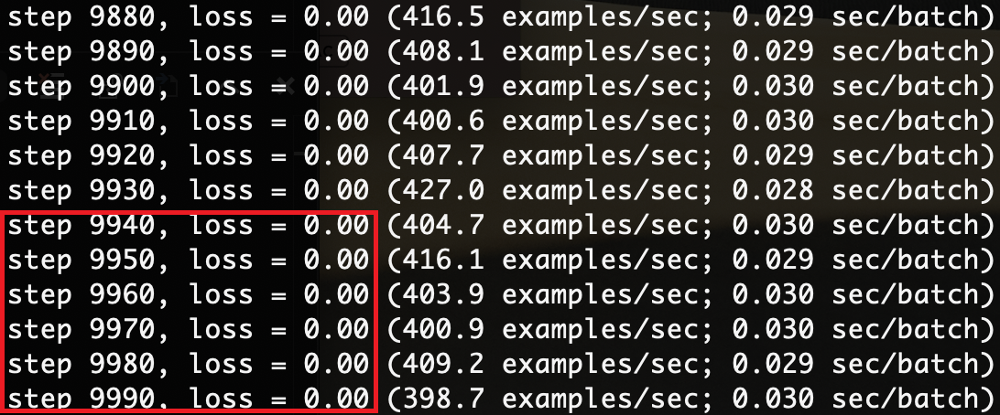 step 9880, loss = 0.00 (416.5 examples/sec; 0.029 sec/batch)
step 9890, loss = 0.00 (408.1 examples/sec; 0.029 sec/batch)
step 9900, loss = 0.00 (401.9 examples/sec; 0.030 sec/batch)
step 9910, loss = 0.00 (400.6 examples/sec; 0.030 sec/batch)
step 9920, loss = 0.00 (407.7 examples/sec; 0.029 sec/batch)
step 9930, loss = 0.00 (427.0 examples/sec; 0.028 sec/batch)
step 9940, loss = 0.00 (404.7 examples/sec; 0.030 sec/batch)
step 9950, loss = 0.00 (416.1 examples/sec; 0.029 sec/batch)
step 9960, loss = 0.00 (403.9 examples/sec; 0.030 sec/batch)
step 9970, loss = 0.00 (400.9 examples/sec; 0.030 sec/batch)
step 9980, loss = 0.00 (409.2 examples/sec; 0.029 sec/batch)
step 9990, loss = 0.00 (398.7 examples/sec; 0.030 sec/batch)